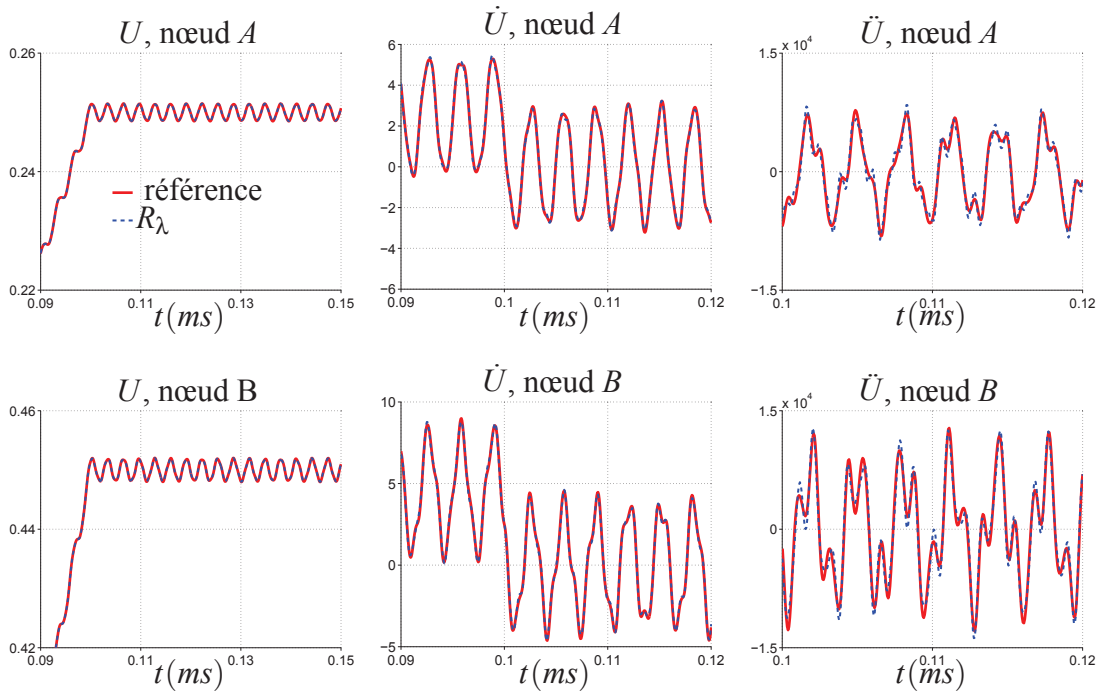 U, nœud A
0.26
0.24
0.22
0.09
0.11
0.13
0.15
t(ms)
référence
R_λ
U̇, nœud A
6
4
2
0
−2
−4
−6
0.09
0.1
0.11
0.12
t(ms)
Ü, nœud A
x 10⁴
1.5
0
−1.5
0.1
0.11
0.12
t(ms)
U, nœud B
0.46
0.44
0.42
0.09
0.11
0.13
0.15
t(ms)
U̇, nœud B
10
5
0
−5
0.09
0.1
0.11
0.12
t(ms)
Ü, nœud B
x 10⁴
1.5
0
−1.5
0.1
0.11
0.12
t(ms)